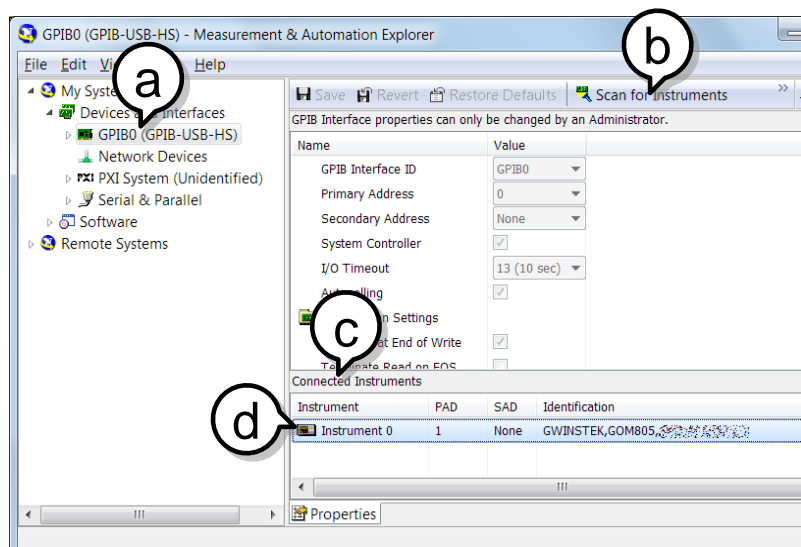 GPIB0 (GPIB-USB-HS) - Measurement & Automation Explorer
File Edit Help
a
b
My
Devices and Interfaces
GPIB0 (GPIB-USB-HS)
Network Devices
PXI PXI System (Unidentified)
Serial & Parallel
Software
Remote Systems
Save Revert Restore Defaults Scan for Instruments »
GPIB Interface properties can only be changed by an Administrator.
Name Value
GPIB Interface ID GPIB0
Primary Address 0
Secondary Address None
System Controller
I/O Timeout 13 (10 sec)
Settings
c
at End of Write
Terminate Read on EOS
Connected Instruments
Instrument PAD SAD Identification
d
Instrument 0 1 None GWINSTEK,GOM805,
Properties